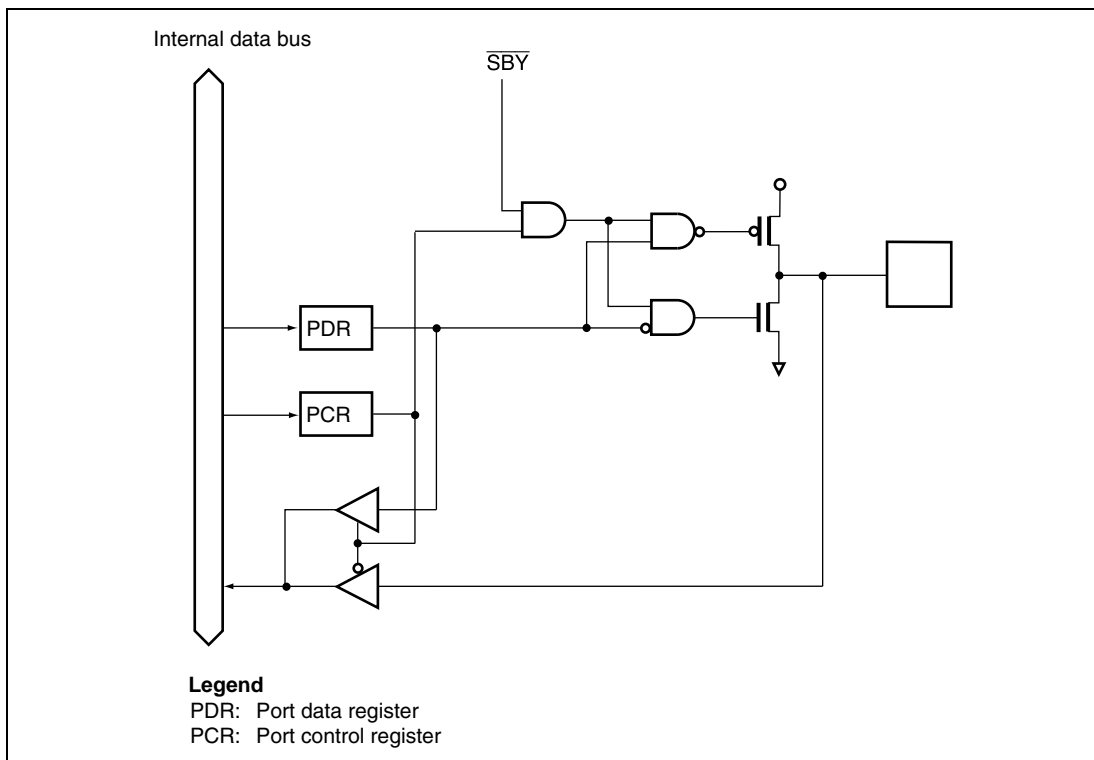 Internal data bus
SBY
PDR
PCR
Legend
PDR: Port data register
PCR: Port control register